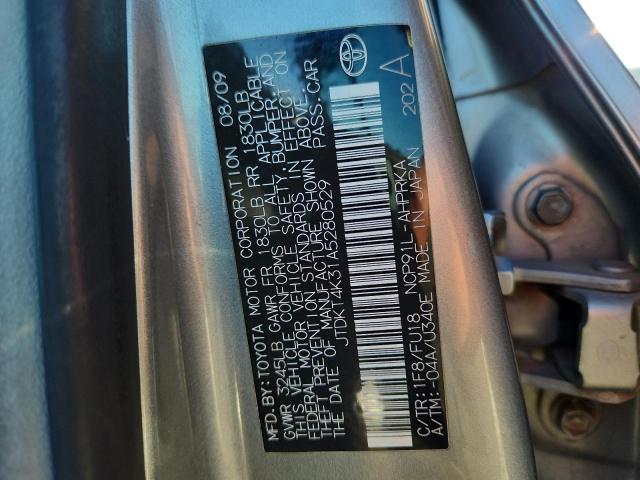 MFD.BY:TOYOTA MOTOR CORPORATION 08/09
GVWR 3245LB GAWR FR 1830LB RR 1830LB
THIS VEHICLE CONFORMS TO ALL APPLICABLE
FEDERAL MOTOR VEHICLE SAFETY, BUMPER, AND
THEFT PREVENTION STANDARDS IN EFFECT ON
THE DATE OF MANUFACTURE SHOWN ABOVE.
JTDKT4K31A5280529 PASS.CAR
C/TR:1F8/FU18 NCP91L-AHPRKA
A/TM:-04A/U340E MADE IN JAPAN
202 A